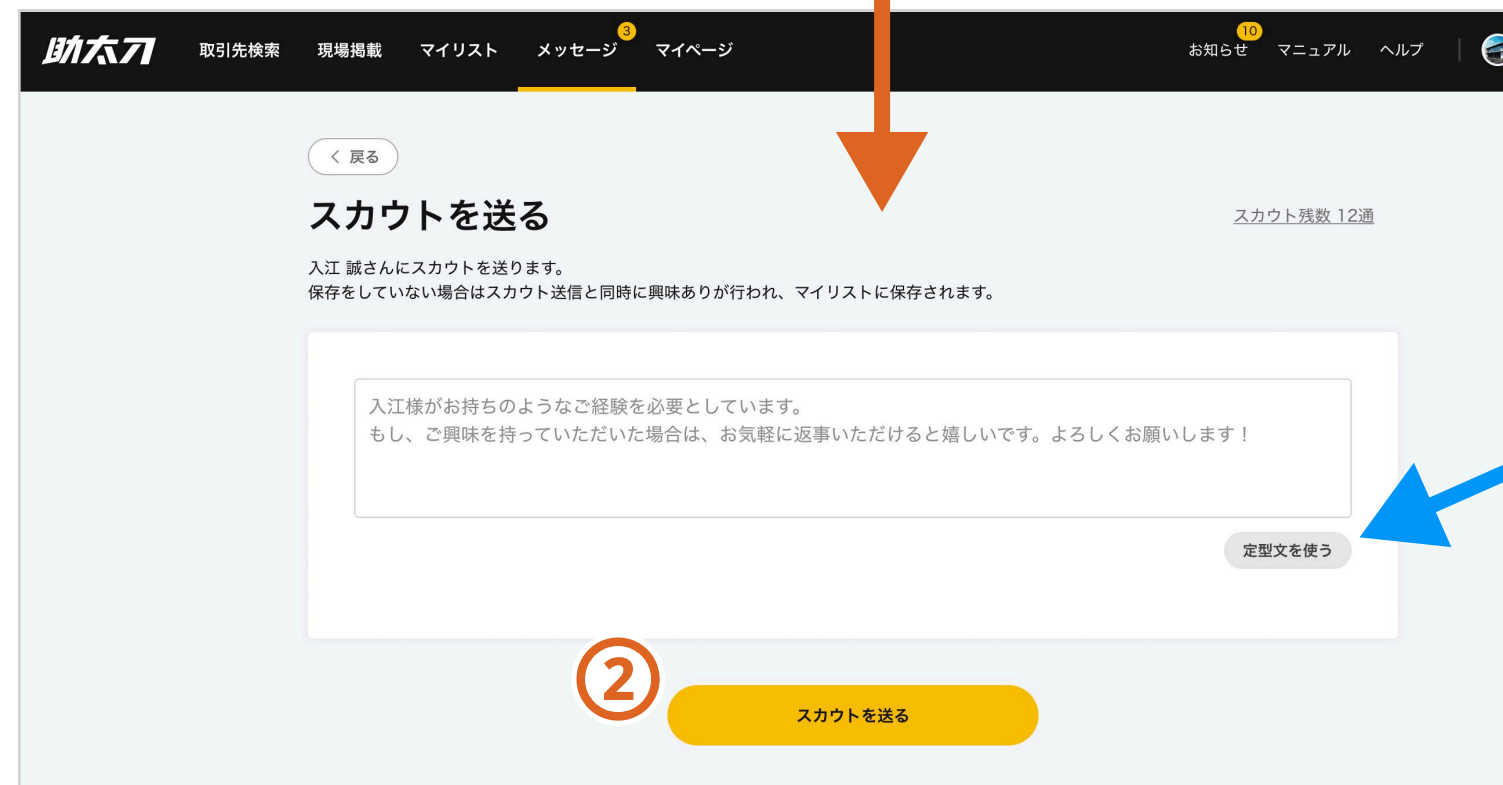 助太刀 取引先検索 現場掲載 マイリスト メッセージ 3 マイページ お知らせ 10 マニュアル ヘルプ
戻る
スカウトを送る
スカウト残数 12通
入江 誠さんにスカウトを送ります。
保存をしていない場合はスカウト送信と同時に興味ありが行われ、マイリストに保存されます。
入江様がお持ちのようなご経験を必要としています。
もし、ご興味を持っていただいた場合は、お気軽に返事いただけると嬉しいです。よろしくお願いします！
定型文を使う
2
スカウトを送る